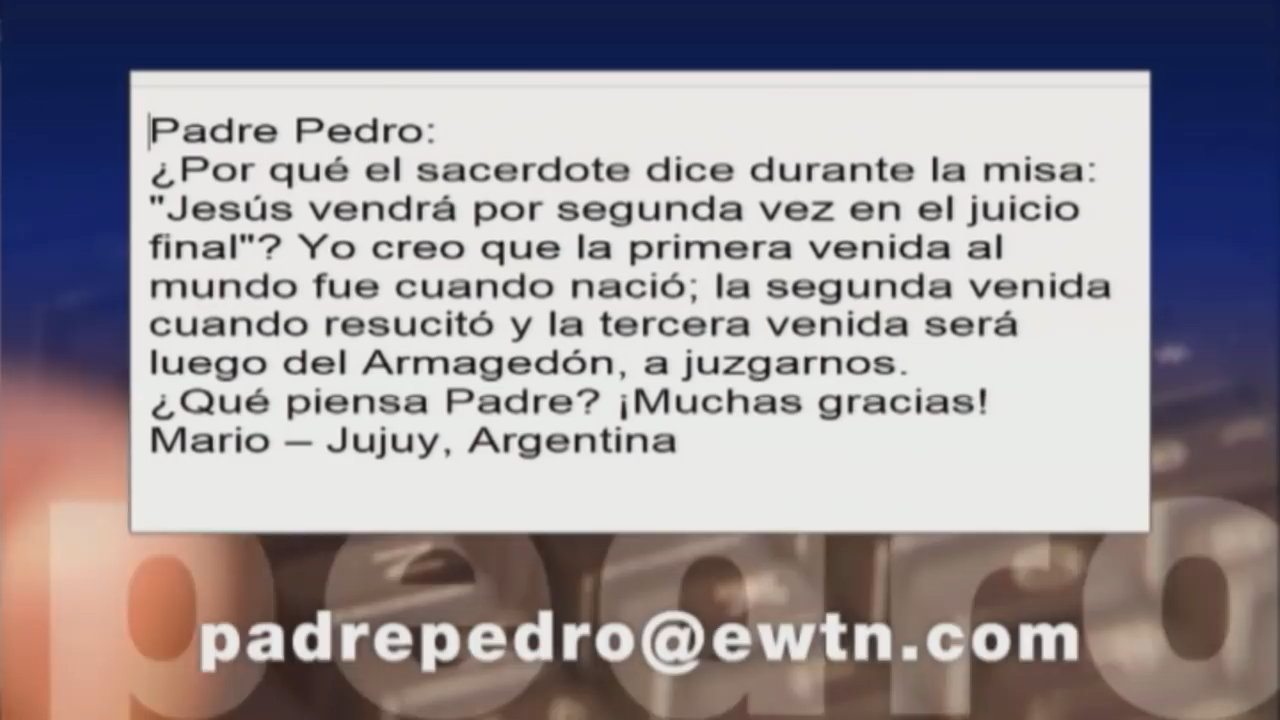 Padre Pedro:
¿Por qué el sacerdote dice durante la misa:
"Jesús vendrá por segunda vez en el juicio
final"? Yo creo que la primera venida al
mundo fue cuando nació; la segunda venida
cuando resucitó y la tercera venida será
luego del Armagedón, a juzgarnos.
¿Qué piensa Padre? ¡Muchas gracias!
Mario – Jujuy, Argentina
pedro
padrepedro@ewtn.com